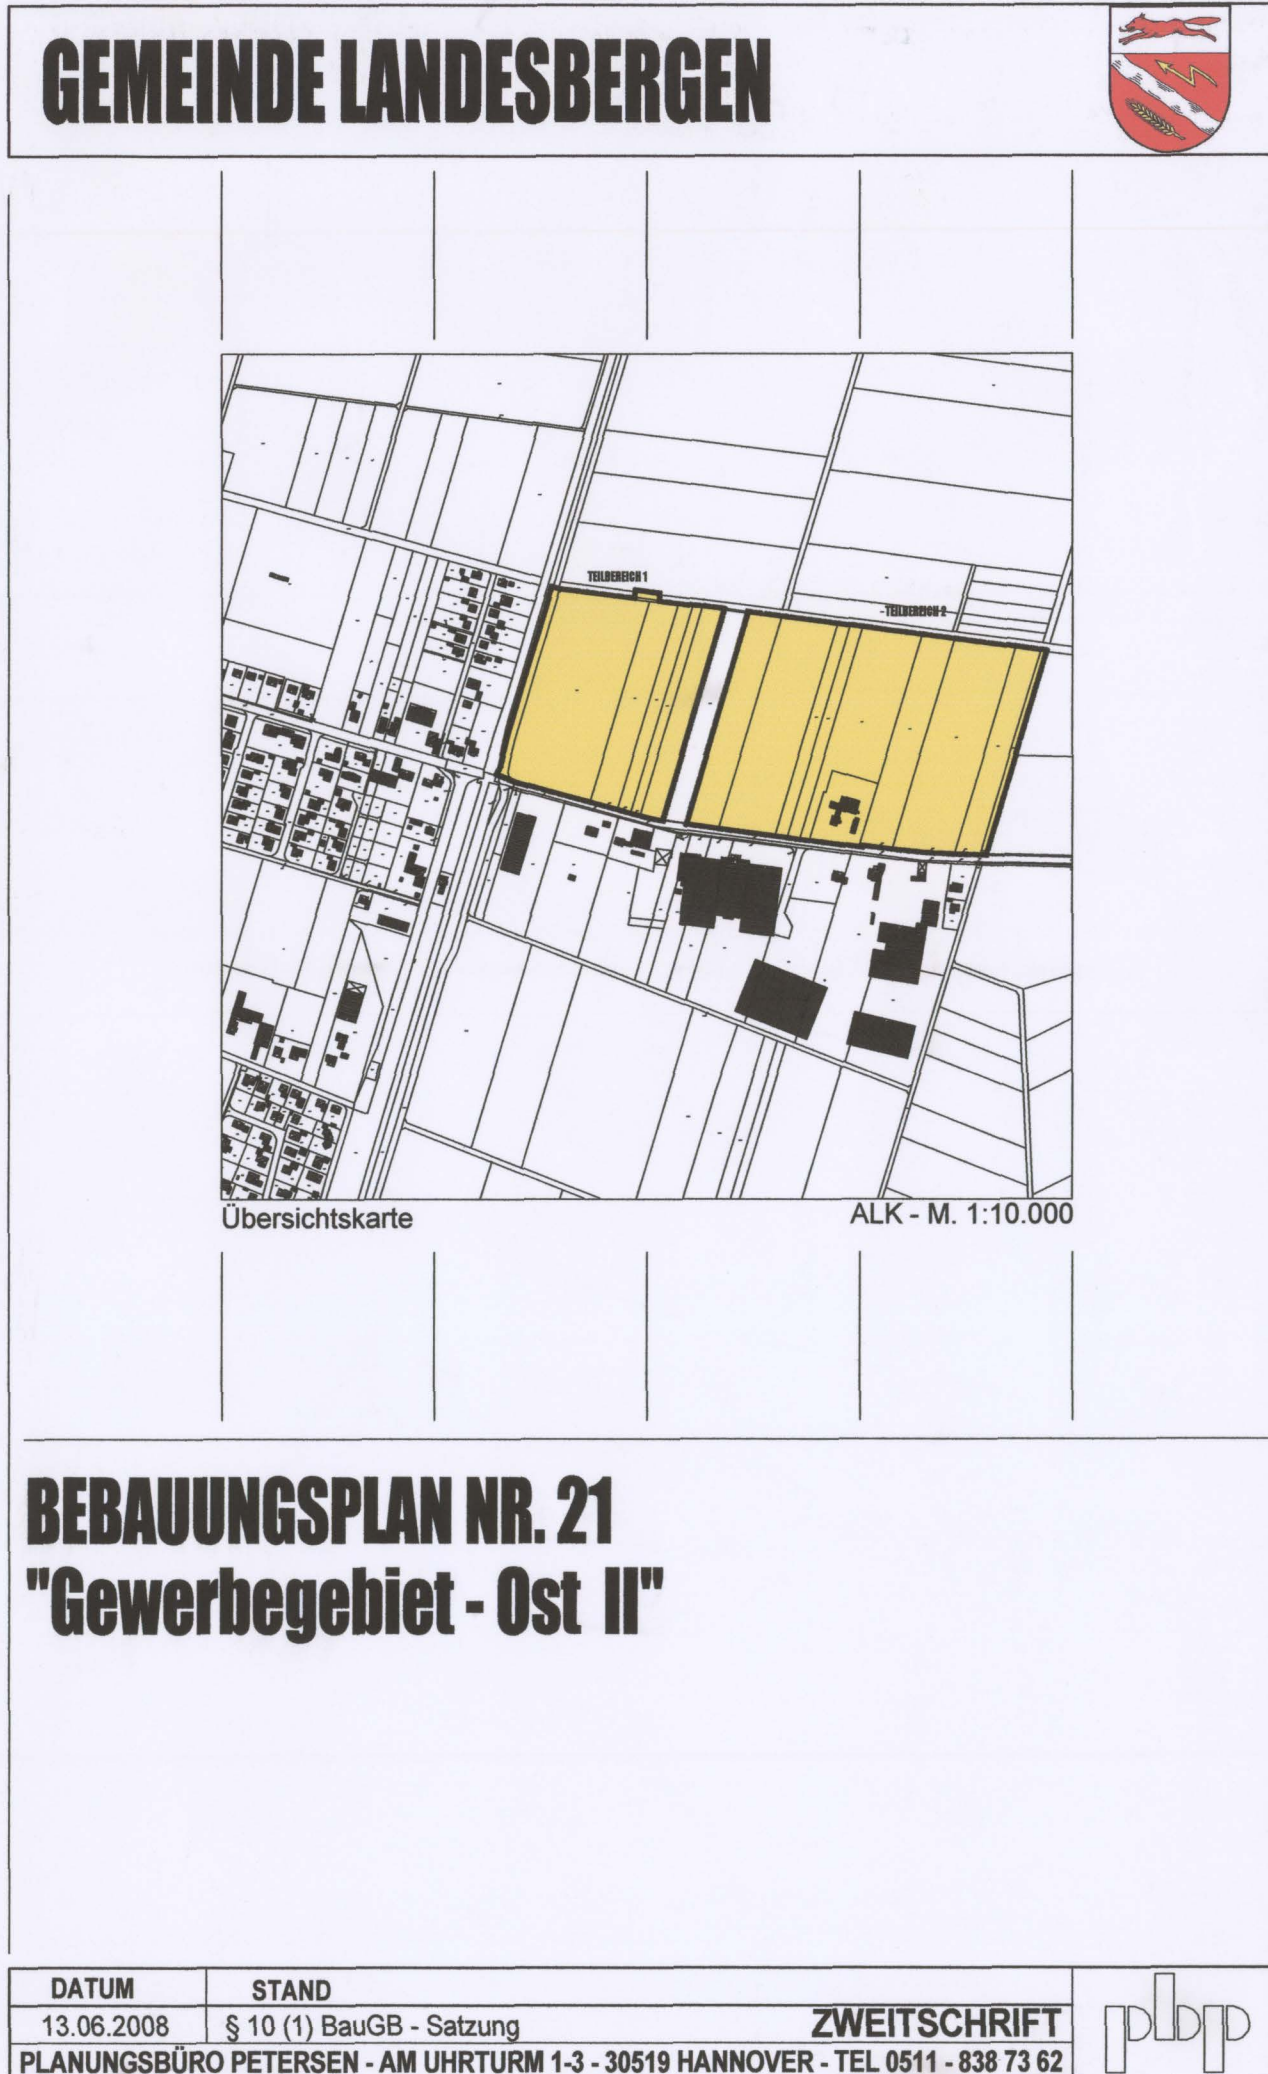 GEMEINDE LANDESBERGEN
TEILBEREICH 1
TEILBEREICH 2
Übersichtskarte
ALK - M. 1:10.000
BEBAUUNGSPLAN NR. 21
"Gewerbegebiet - Ost II"
DATUM STAND
13.06.2008 § 10 (1) BauGB - Satzung ZWEITSCHRIFT
PLANUNGSBÜRO PETERSEN - AM UHRTURM 1-3 - 30519 HANNOVER - TEL 0511 - 838 73 62
pbp